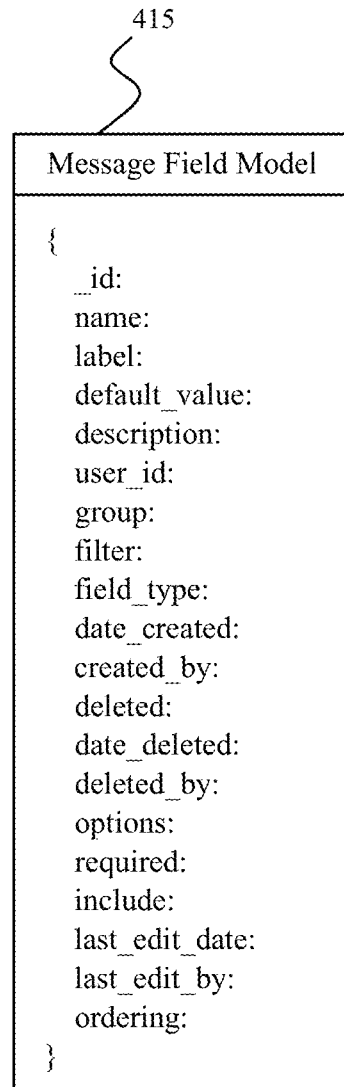 415
Message Field Model
{
_id:
name:
label:
default_value:
description:
user_id:
group:
filter:
field_type:
date_created:
created_by:
deleted:
date_deleted:
deleted_by:
options:
required:
include:
last_edit_date:
last_edit_by:
ordering:
}